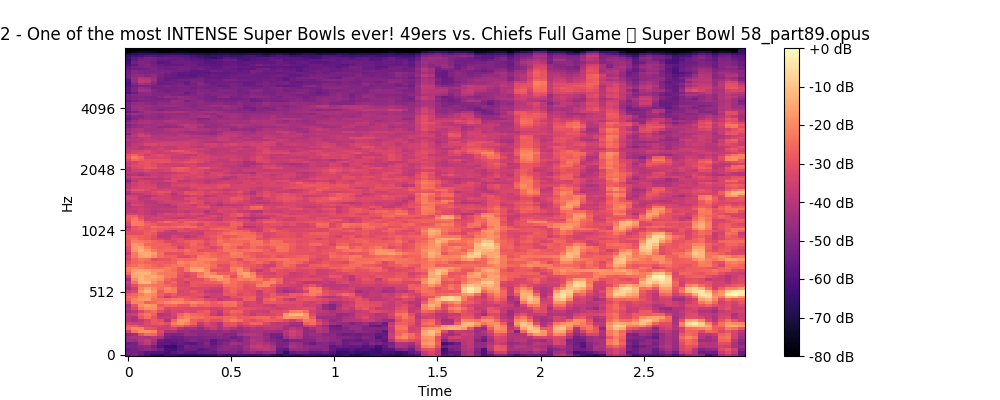 2 - One of the most INTENSE Super Bowls ever! 49ers vs. Chiefs Full Game ▯ Super Bowl 58_part89.opus
+0 dB
4096
-10 dB
-20 dB
2048
-30 dB
Hz
1024
-40 dB
-50 dB
512
-60 dB
-70 dB
0
-80 dB
0 0.5 1 1.5 2 2.5
Time